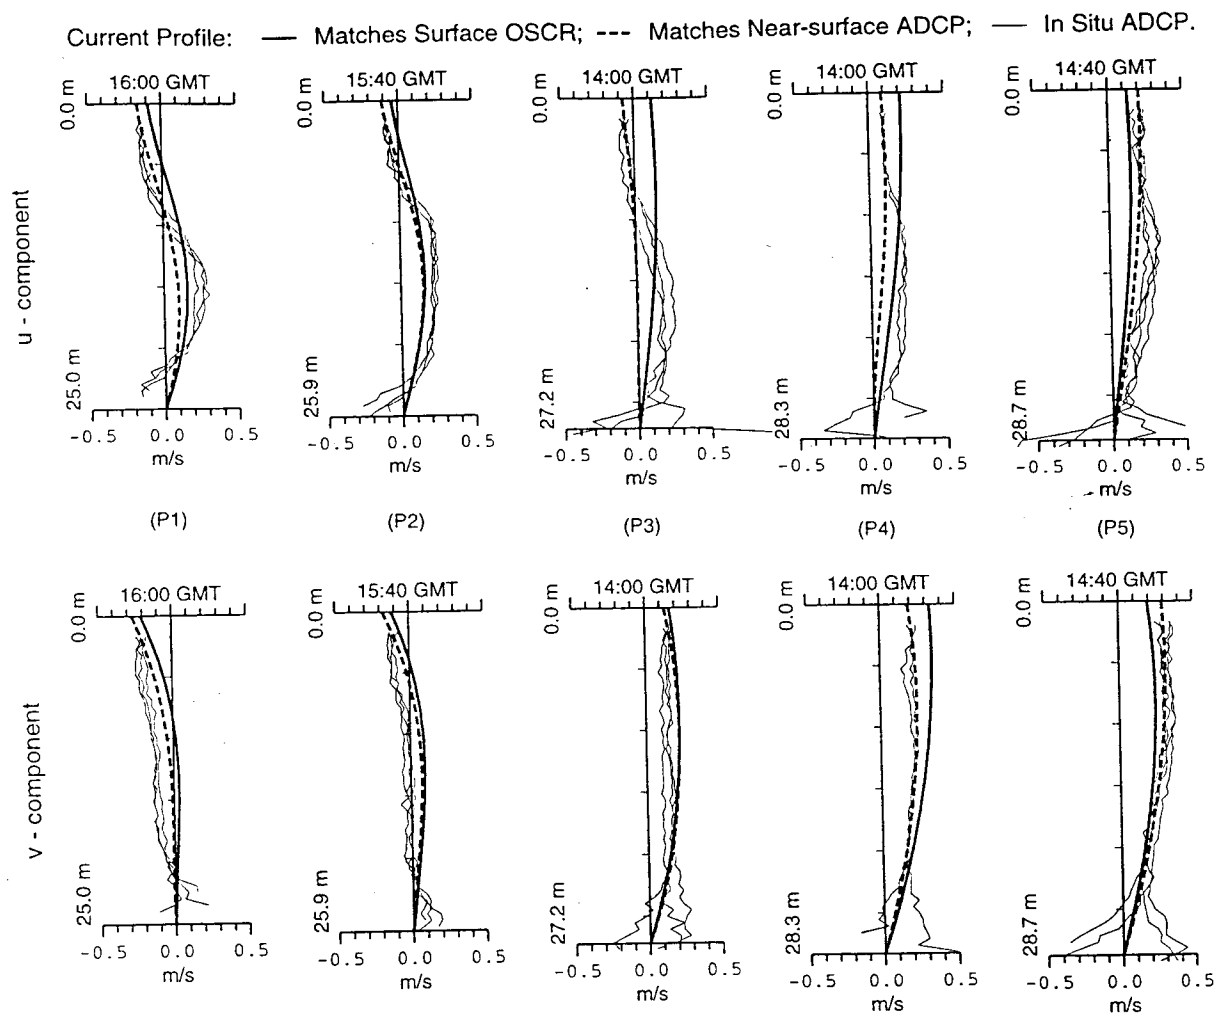 Current Profile: — Matches Surface OSCR; --- Matches Near-surface ADCP; — In Situ ADCP.
16:00 GMT 15:40 GMT 14:00 GMT 14:00 GMT 14:40 GMT
0.0 m 0.0 m 0.0 m 0.0 m 0.0 m
u - component
25.0 m 25.9 m 27.2 m 28.3 m 28.7 m
-0.5 0.0 0.5 -0.5 0.0 0.5 -0.5 0.0 0.5 -0.5 0.0 0.5 -0.5 0.0 0.5
m/s m/s m/s m/s m/s
(P1) (P2) (P3) (P4) (P5)
16:00 GMT 15:40 GMT 14:00 GMT 14:00 GMT 14:40 GMT
0.0 m 0.0 m 0.0 m 0.0 m 0.0 m
v - component
25.0 m 25.9 m 27.2 m 28.3 m 28.7 m
-0.5 0.0 0.5 -0.5 0.0 0.5 -0.5 0.0 0.5 -0.5 0.0 0.5 -0.5 0.0 0.5
m/s m/s m/s m/s m/s